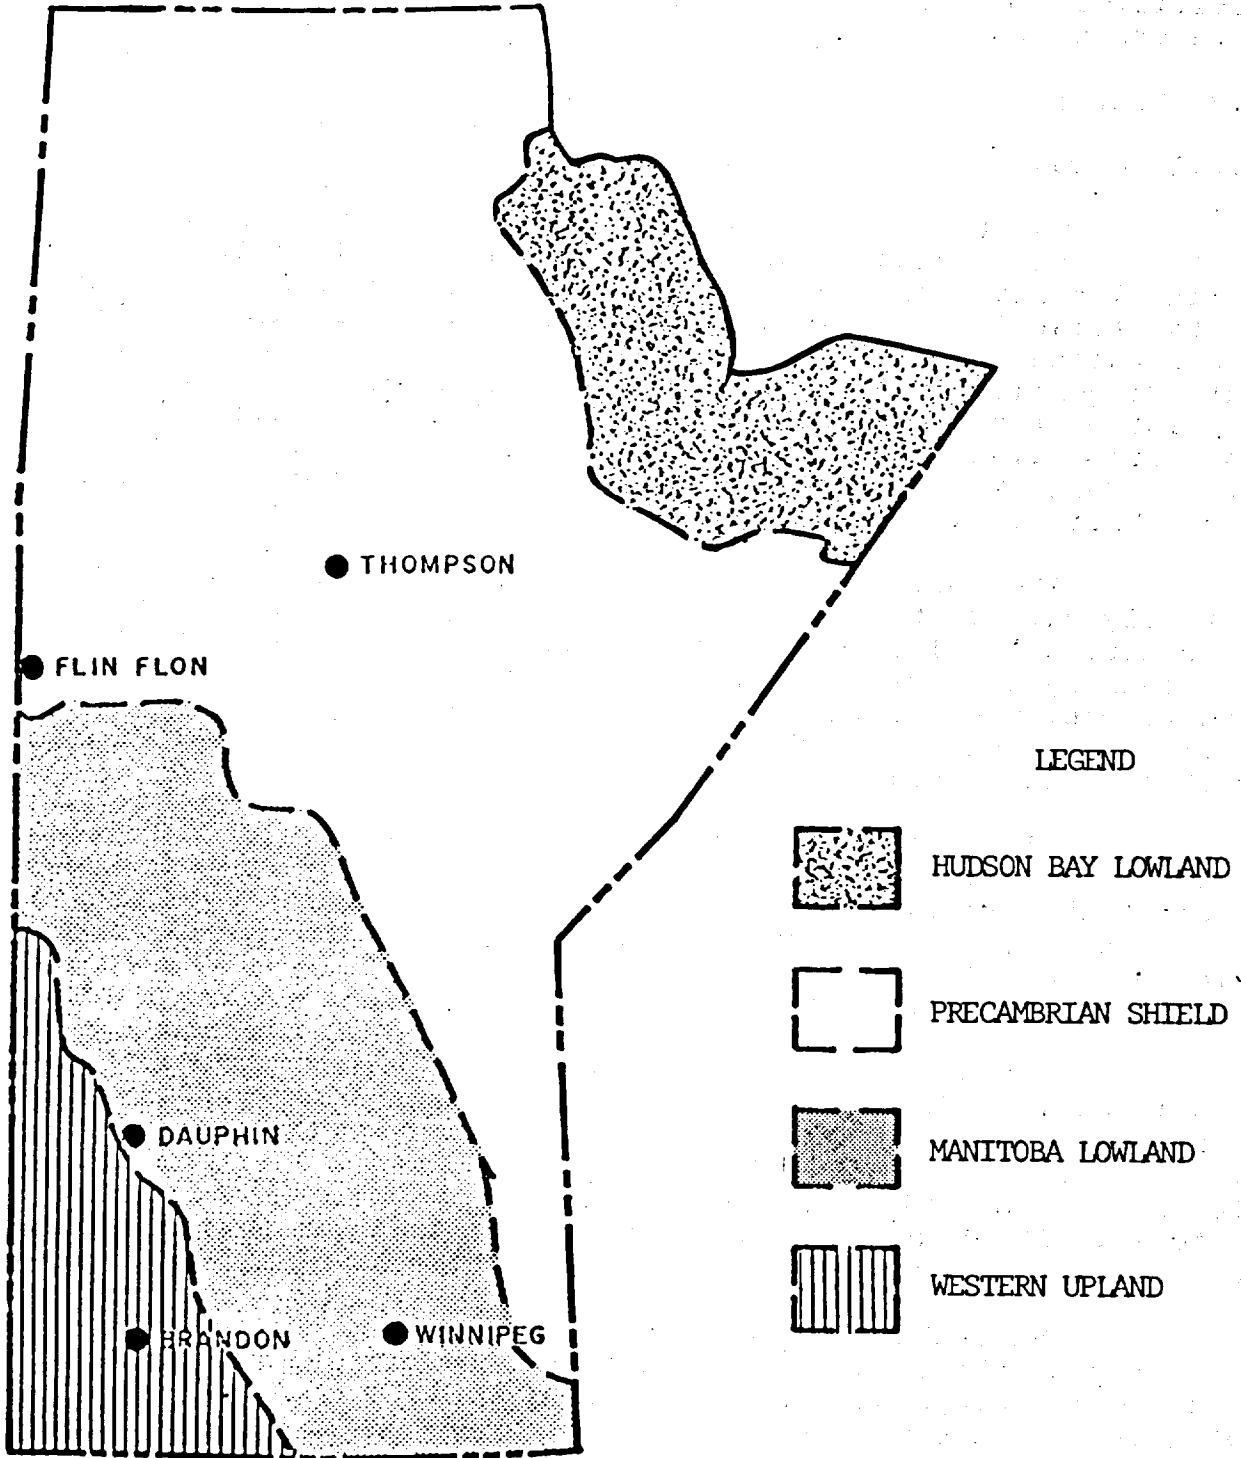 THOMPSON
FLIN FLON
LEGEND
HUDSON BAY LOWLAND
PRECAMBRIAN SHIELD
DAUPHIN
MANITOBA LOWLAND
WESTERN UPLAND
BRANDON
WINNIPEG